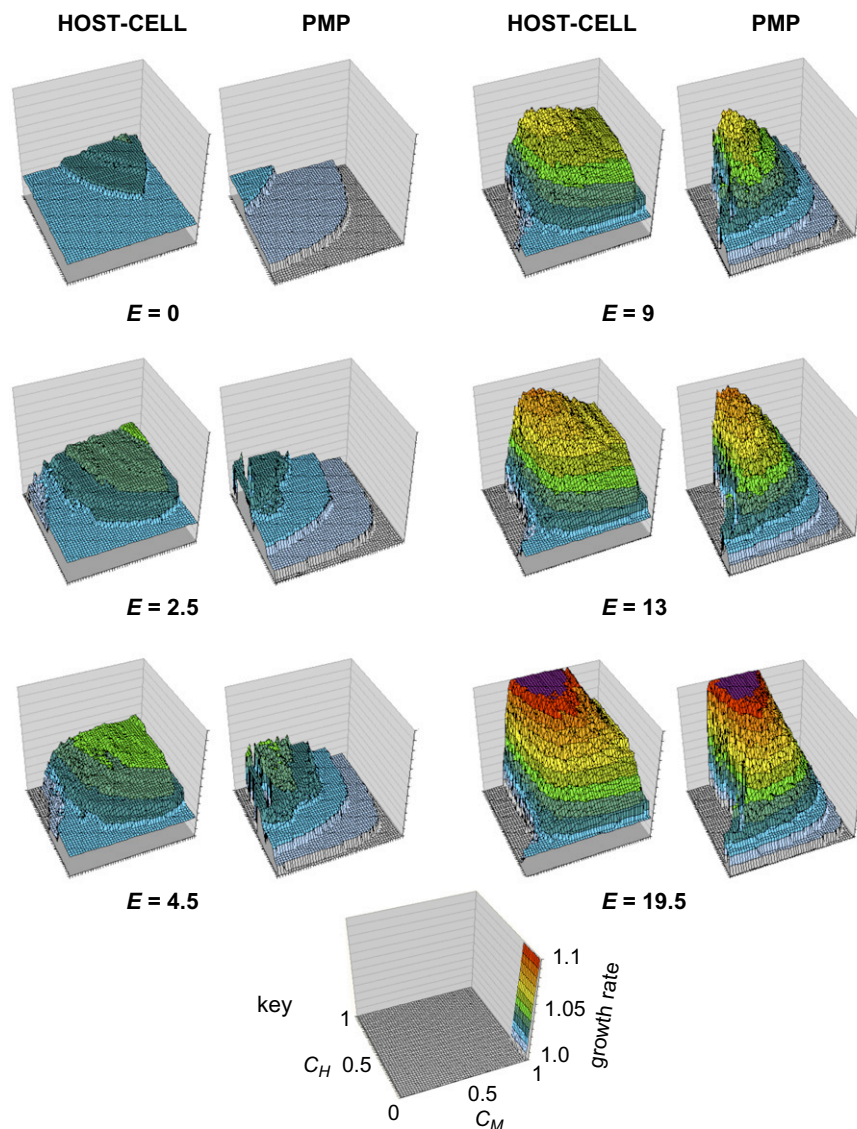 HOST-CELL PMP HOST-CELL PMP
E = 0 E = 9
E = 2.5 E = 13
E = 4.5 E = 19.5
key
1
C_H 0.5
0
0.5
C_M
1
1.1
1.05
1.0
growth rate